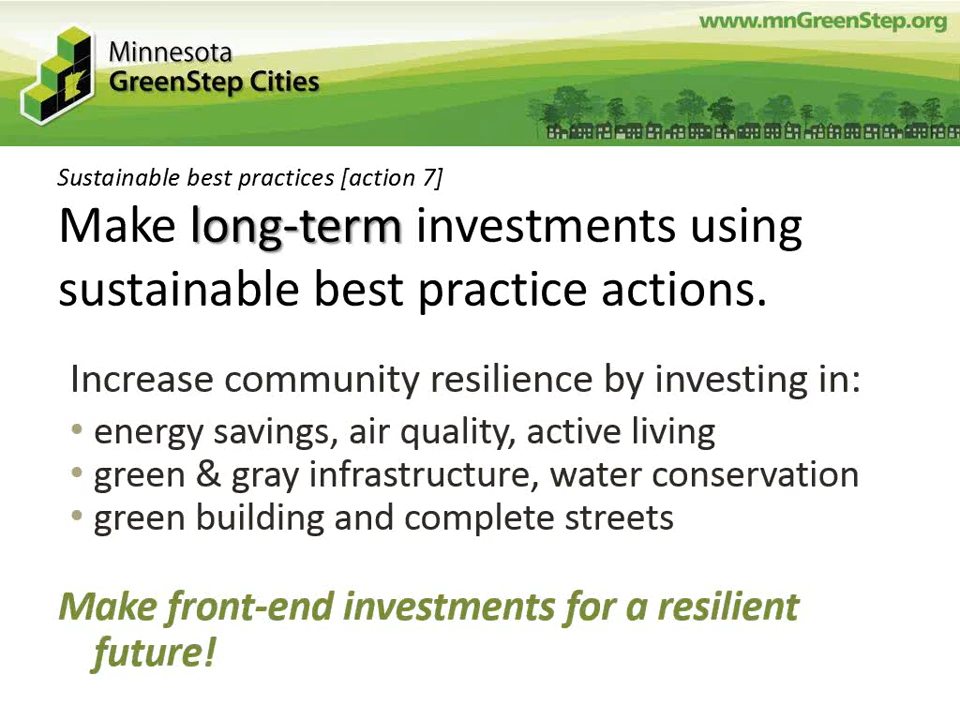 www.mnGreenStep.org
Minnesota
GreenStep Cities
Sustainable best practices [action 7]
Make long-term investments using
sustainable best practice actions.
Increase community resilience by investing in:
• energy savings, air quality, active living
• green & gray infrastructure, water conservation
• green building and complete streets
Make front-end investments for a resilient
future!